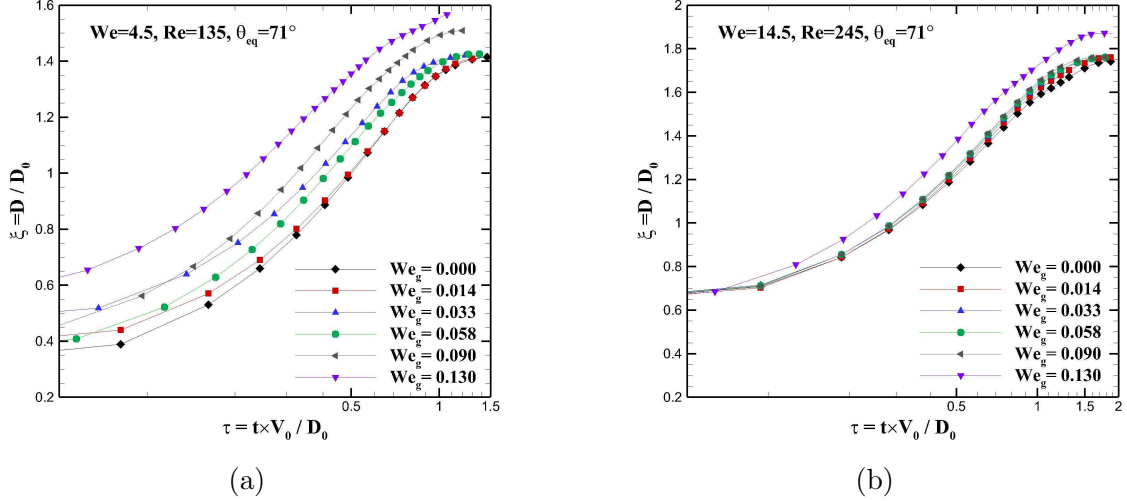 We=4.5, Re=135, θeq=71°
ξ = D / D0
1.6
1.4
1.2
1
0.8
0.6
0.4
0.2
0.5
1
1.5
τ = t×V0 / D0
Weg= 0.000
Weg= 0.014
Weg= 0.033
Weg= 0.058
Weg= 0.090
Weg= 0.130
(a)
We=14.5, Re=245, θeq=71°
ξ = D / D0
2
1.8
1.6
1.4
1.2
1
0.8
0.6
0.4
0.2
0.5
1
1.5
2
τ = t×V0 / D0
Weg= 0.000
Weg= 0.014
Weg= 0.033
Weg= 0.058
Weg= 0.090
Weg= 0.130
(b)